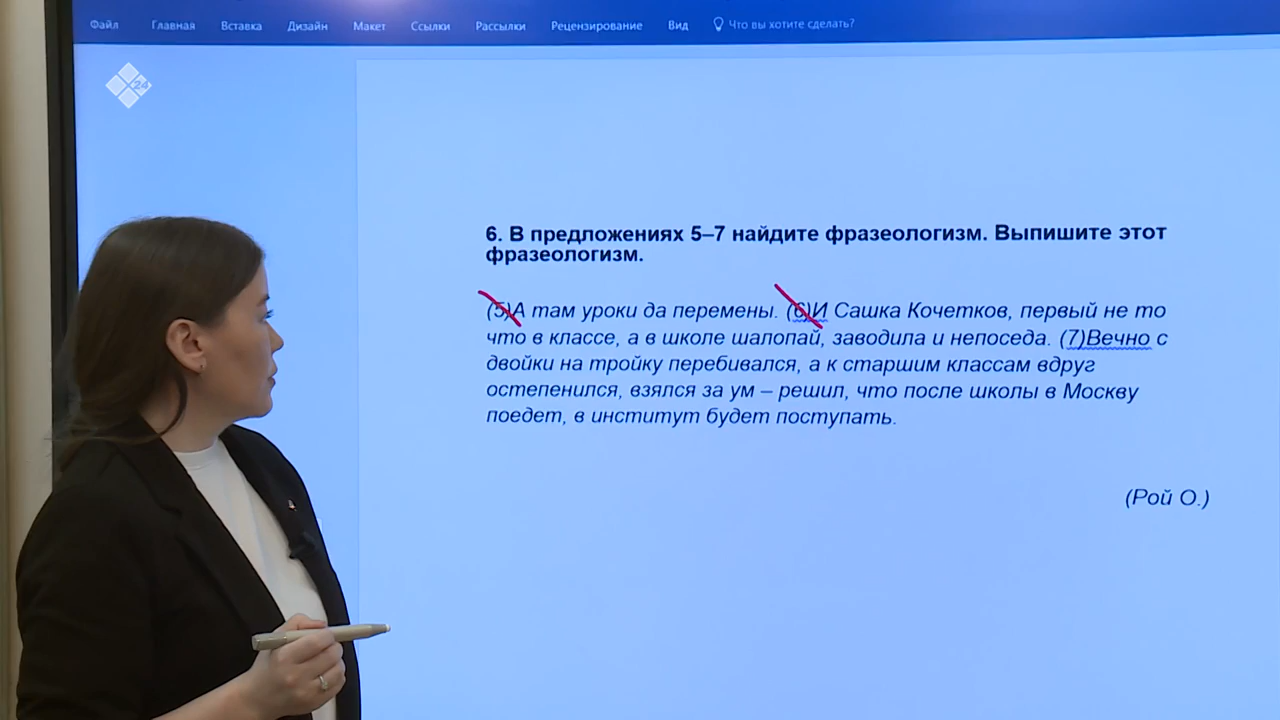 Файл Главная Вставка Дизайн Макет Ссылки Рассылки Рецензирование Вид Что вы хотите сделать?
24
6. В предложениях 5–7 найдите фразеологизм. Выпишите этот
фразеологизм.
(5)А там уроки да перемены. (6)И Сашка Кочетков, первый не то
что в классе, а в школе шалопай, заводила и непоседа. (7)Вечно с
двойки на тройку перебивался, а к старшим классам вдруг
остепенился, взялся за ум – решил, что после школы в Москву
поедет, в институт будет поступать.
(Рой О.)